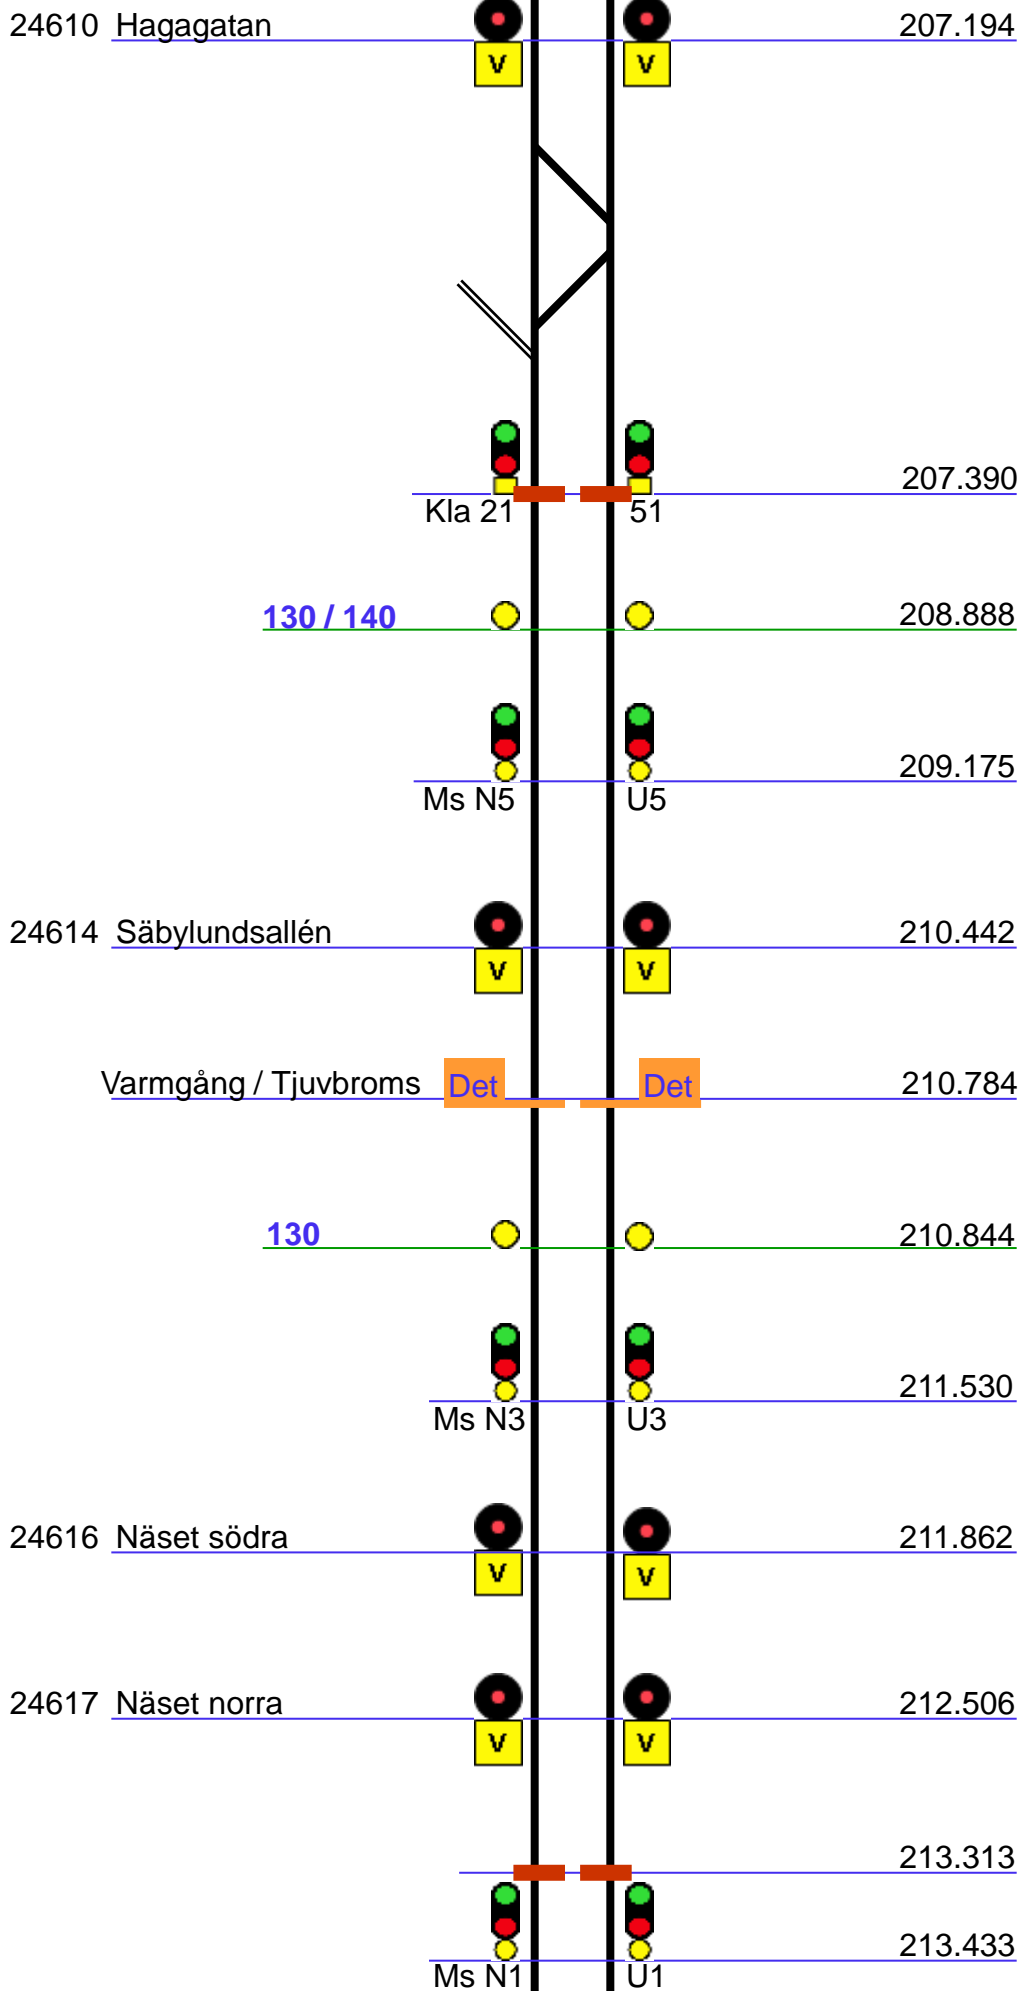 24610 Hagagatan 207.194
V V
207.390
Kla 21 51
130 / 140 208.888
209.175
Ms N5 U5
24614 Säbylundsallén 210.442
V V
Varmgång / Tjuvbroms Det Det 210.784
130 210.844
211.530
Ms N3 U3
24616 Näset södra 211.862
V V
24617 Näset norra 212.506
V V
213.313
213.433
Ms N1 U1